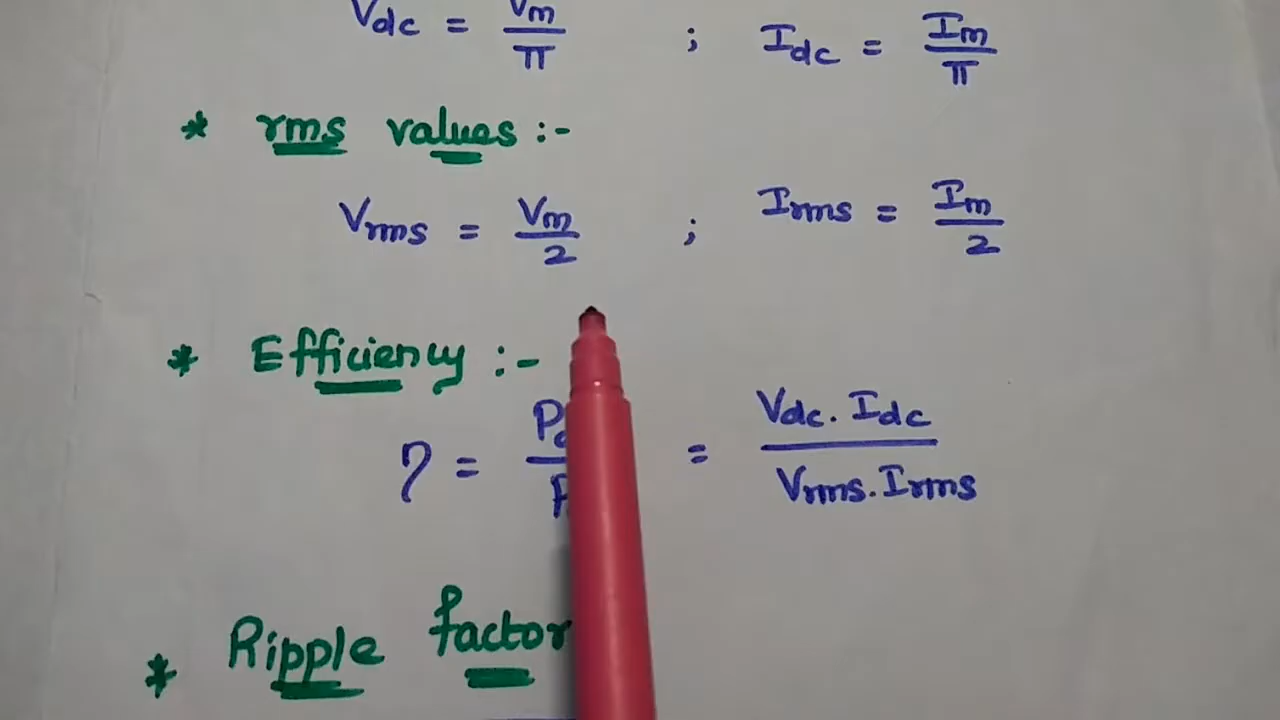 Vdc = Vm/π ; Idc = Im/π
* rms values :-
Vrms = Vm/2 ; Irms = Im/2
* Efficiency :-
η = = Vdc . Idc / Vrms . Irms
* Ripple factor